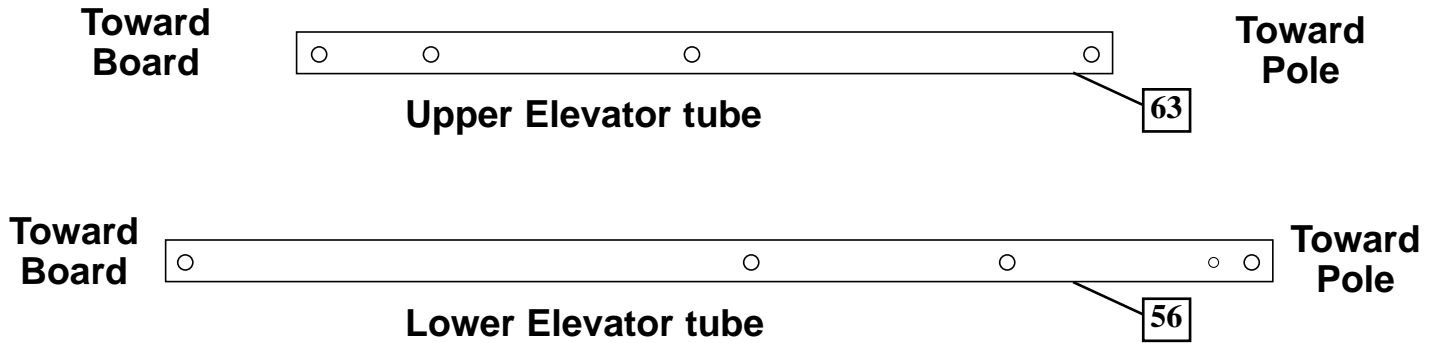 Toward
Board
Toward
Pole
63
Upper Elevator tube
Toward
Board
Toward
Pole
56
Lower Elevator tube